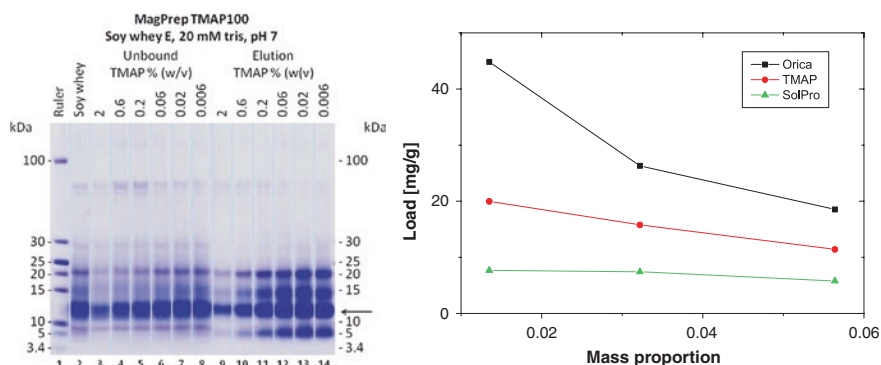 MagPrep TMAP100
Soy whey E, 20 mM tris, pH 7
Unbound Elution
TMAP % (w/v) TMAP % (w(v)
Ruler Soy whey 2 0.6 0.2 0.06 0.02 0.006 2 0.6 0.2 0.06 0.02 0.006
kDa kDa
100 - - 100
30 - - 30
25 - - 25
20 - - 20
15 - - 15
10 - - 10
5 - - 5
3.4 - - 3.4
1 2 3 4 5 6 7 8 9 10 11 12 13 14
Load [mg/g]
40
20
0
0.02 0.04 0.06
Mass proportion
Orica
TMAP
SolPro